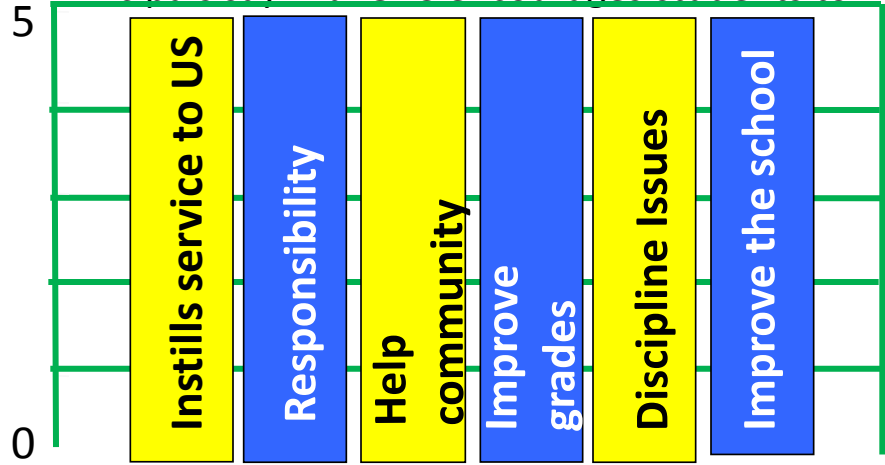 5
Instills service to US
Responsibility
Help
community
Improve
grades
Discipline Issues
Improve the school
0